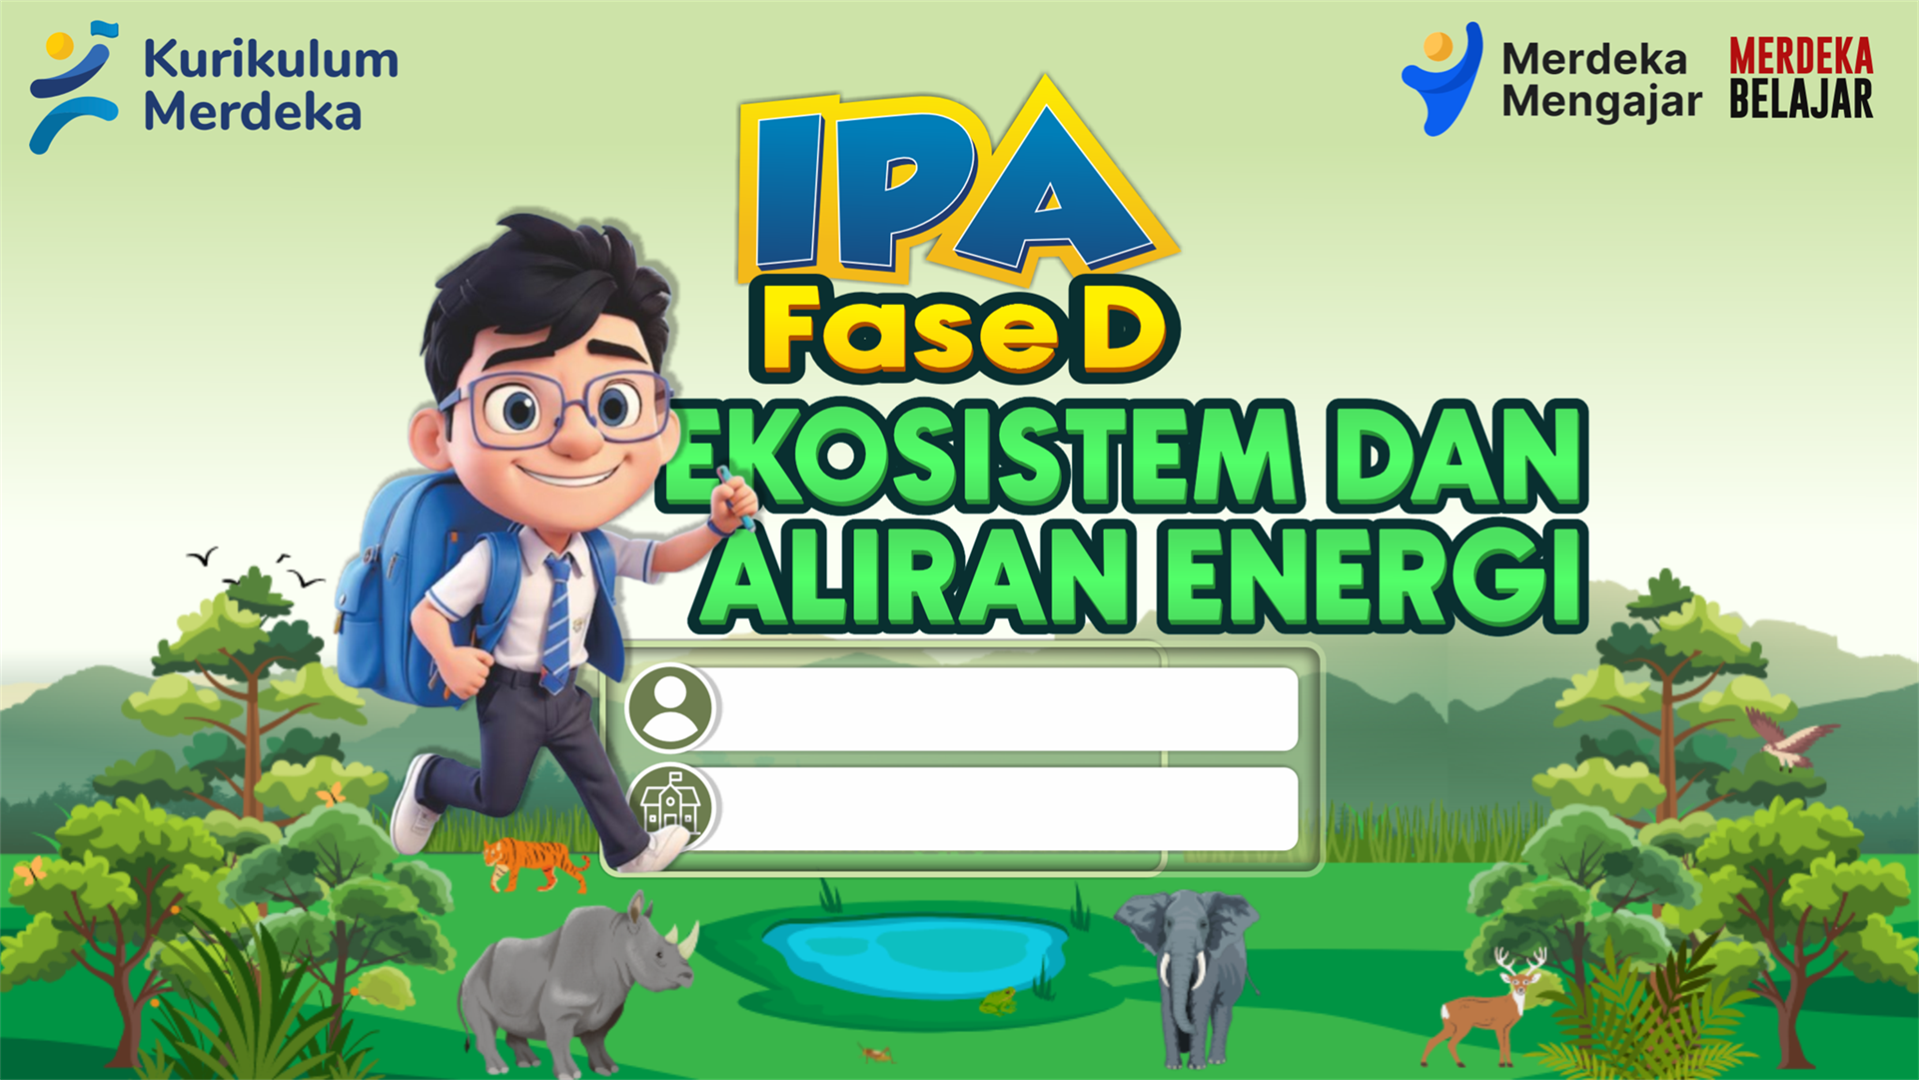 Kurikulum
Merdeka
Merdeka
Mengajar
MERDEKA
BELAJAR
IPA
Fase D
EKOSISTEM DAN
ALIRAN ENERGI